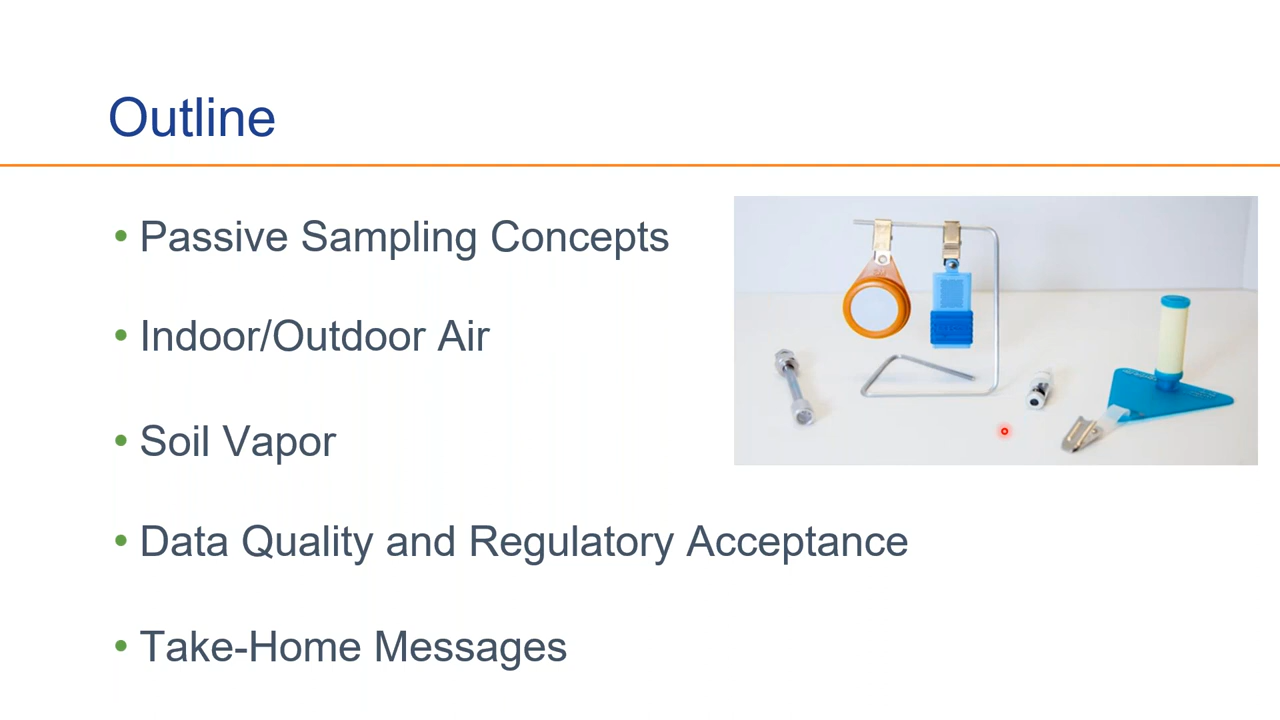 Outline
• Passive Sampling Concepts
• Indoor/Outdoor Air
• Soil Vapor
• Data Quality and Regulatory Acceptance
• Take-Home Messages